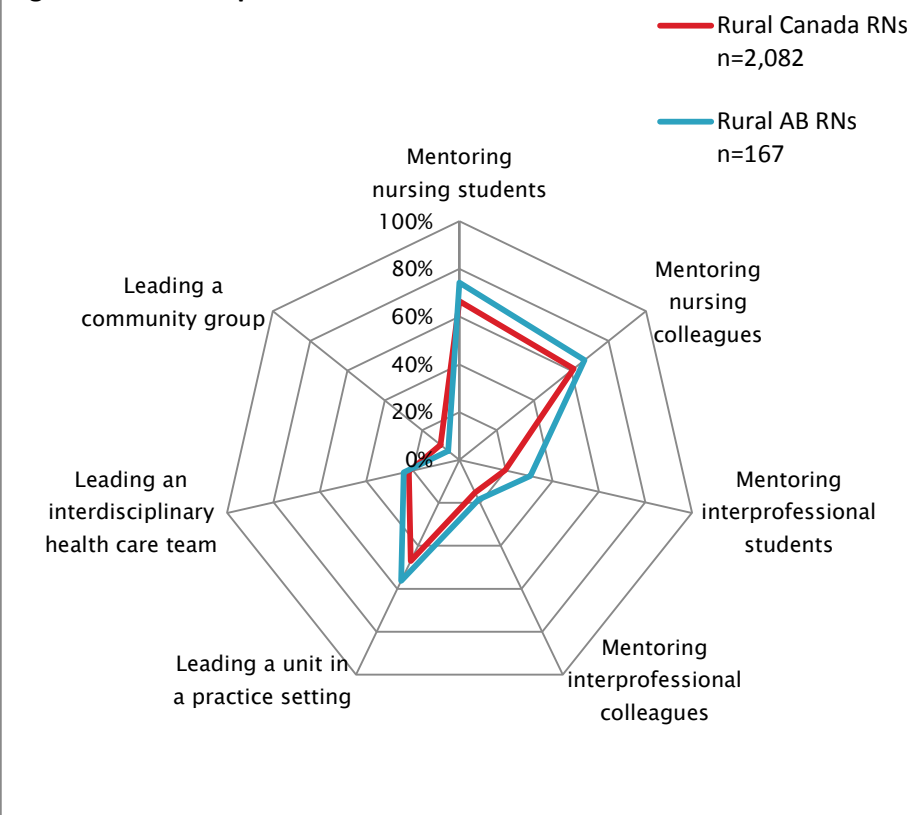 Rural Canada RNs
n=2,082
Rural AB RNs
n=167
Mentoring
nursing students
100%
80%
60%
40%
20%
0%
Mentoring
nursing
colleagues
Mentoring
interprofessional
students
Mentoring
interprofessional
colleagues
Leading a unit in
a practice setting
Leading an
interdisciplinary
health care team
Leading a
community group